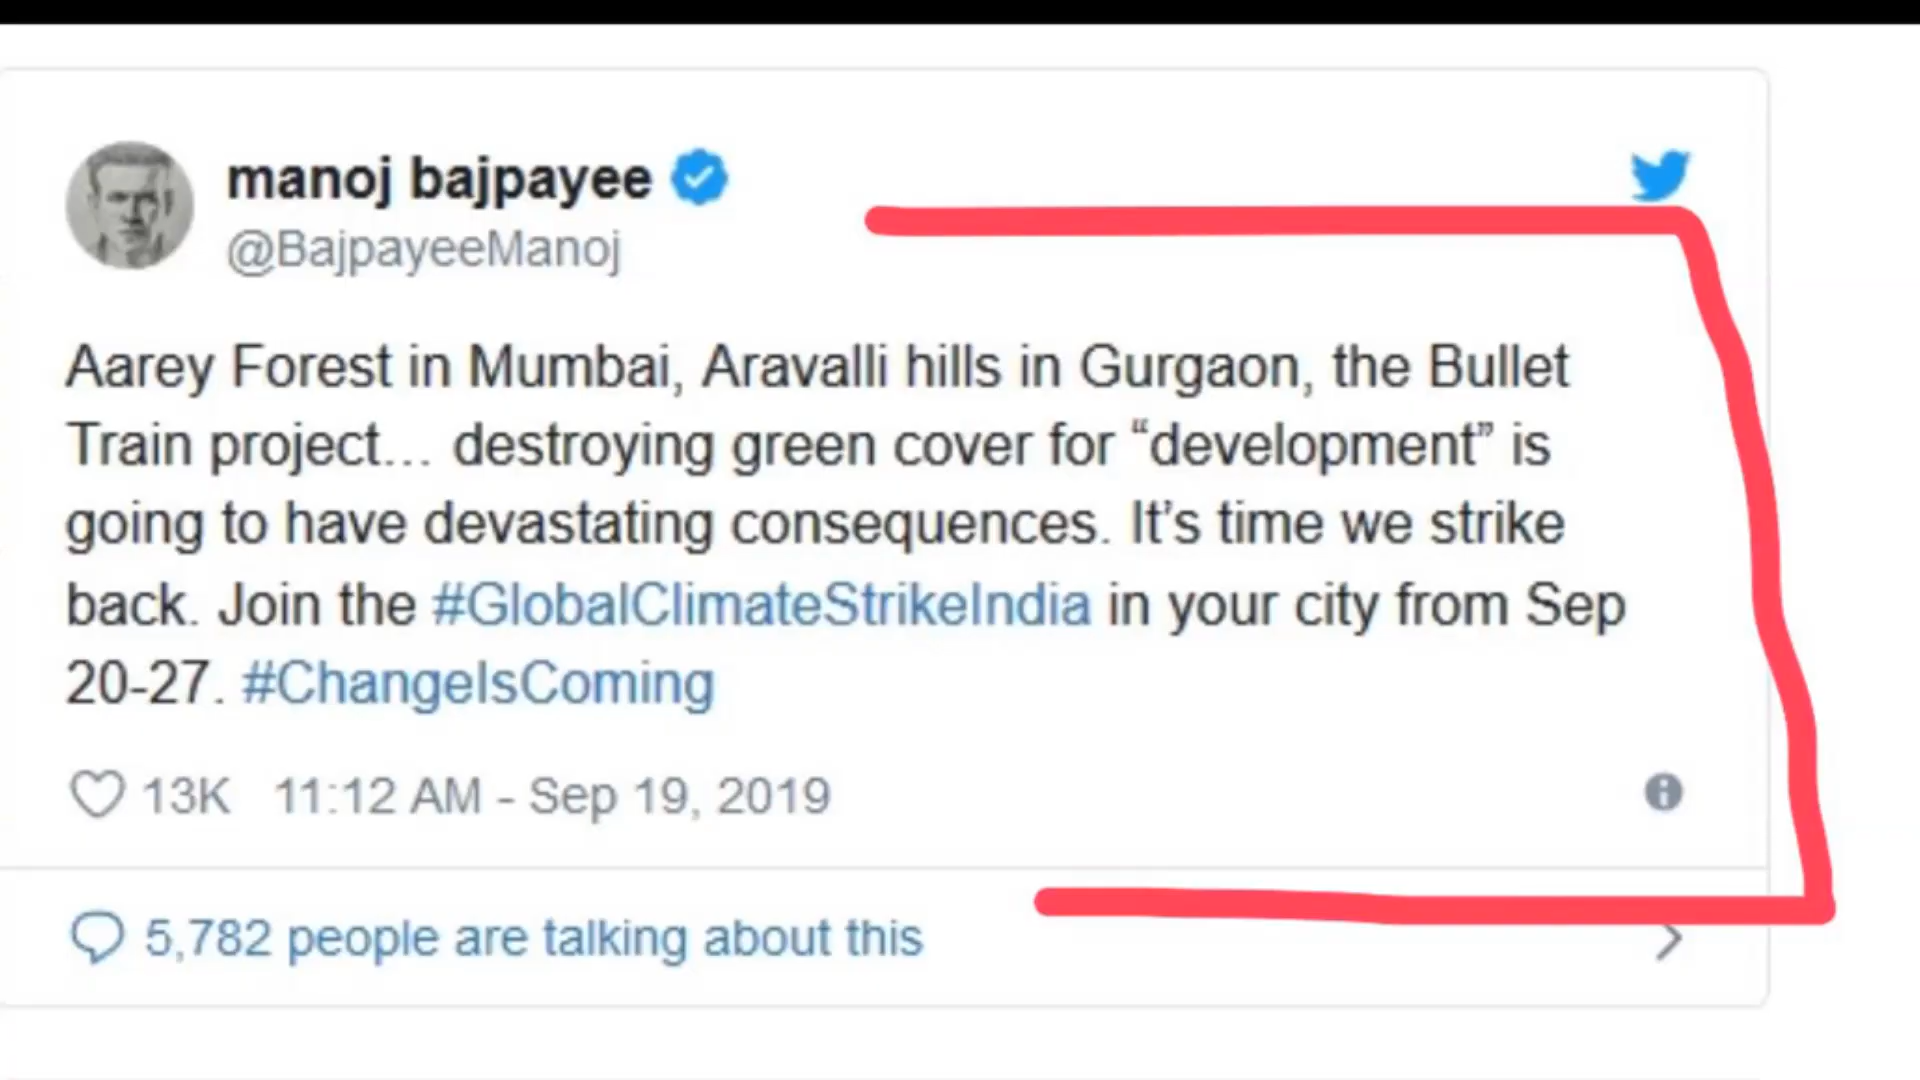 manoj bajpayee
@BajpayeeManoj
Aarey Forest in Mumbai, Aravalli hills in Gurgaon, the Bullet
Train project... destroying green cover for “development” is
going to have devastating consequences. It’s time we strike
back. Join the #GlobalClimateStrikeIndia in your city from Sep
20-27. #ChangeIsComing
13K 11:12 AM - Sep 19, 2019
5,782 people are talking about this